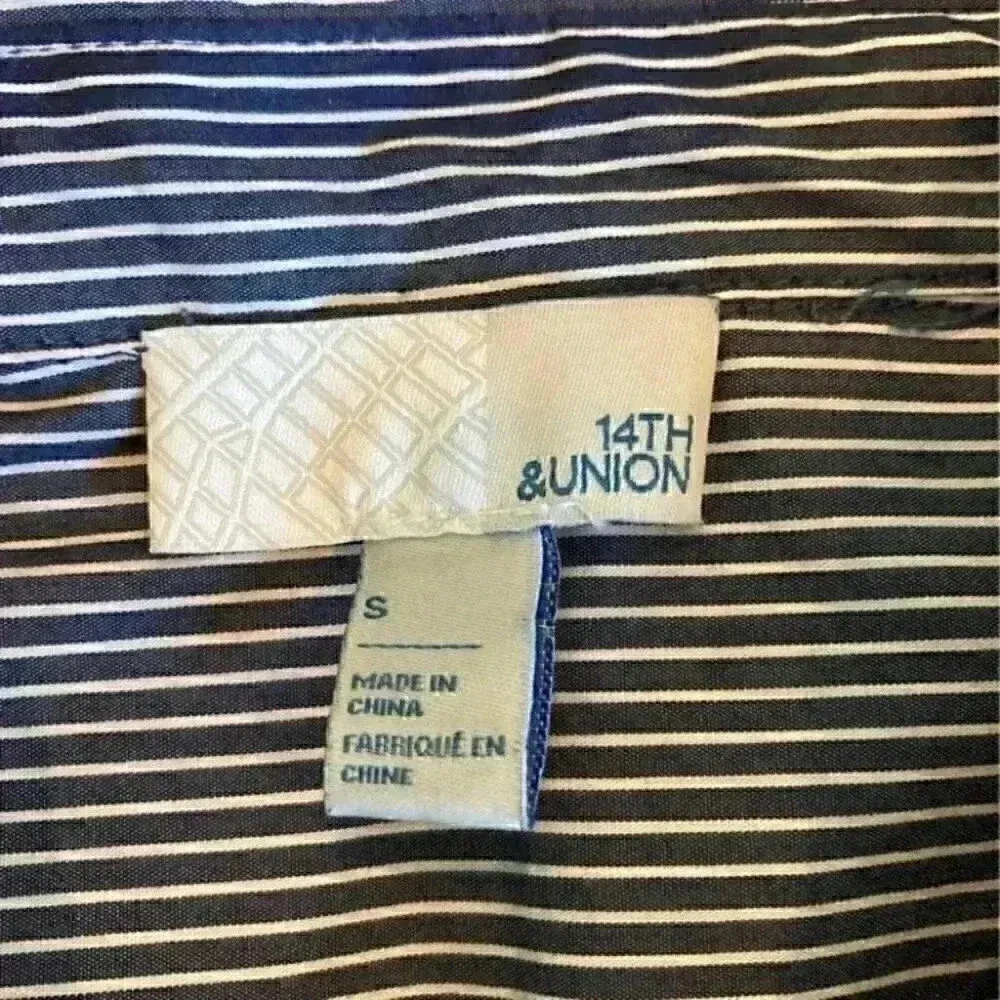 14TH
&UNION
S
MADE IN
CHINA
FABRIQUÉ EN
CHINE